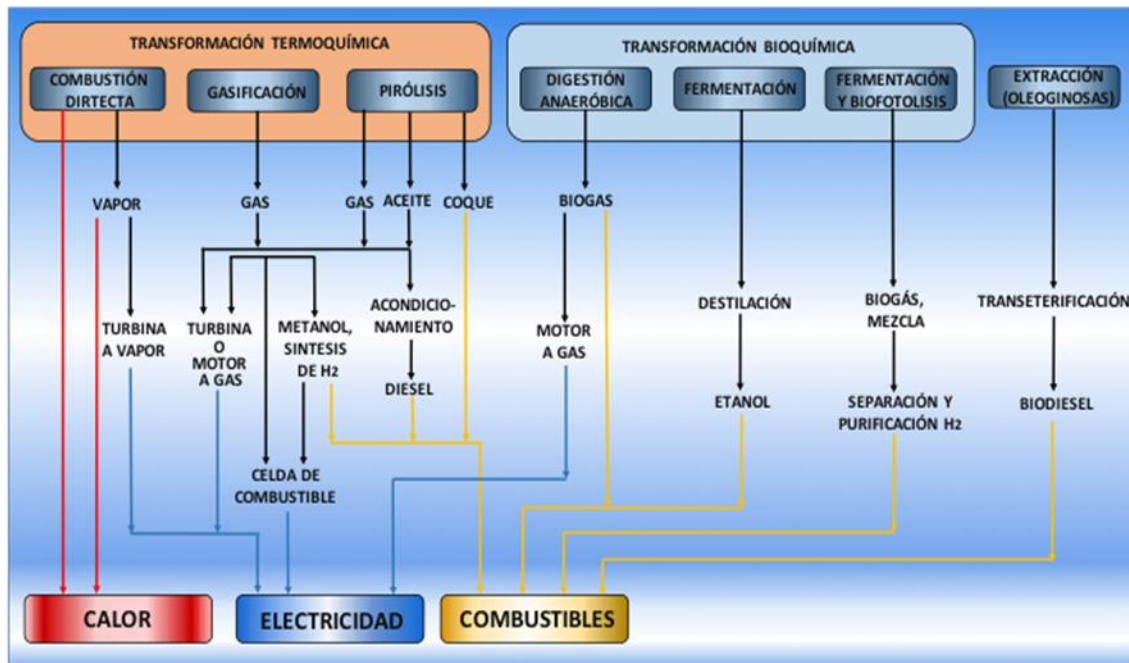 TRANSFORMACIÓN TERMOQUÍMICA
COMBUSTIÓN
DIRTECTA
GASIFICACIÓN
PIRÓLISIS
TRANSFORMACIÓN BIOQUÍMICA
DIGESTIÓN
ANAERÓBICA
FERMENTACIÓN
FERMENTACIÓN
Y BIOFOTOLISIS
EXTRACCIÓN
(OLEOGINOSAS)
VAPOR
GAS
GAS
ACEITE
COQUE
BIOGAS
TURBINA
A VAPOR
TURBINA
O
MOTOR
A GAS
METANOL,
SINTESIS
DE H2
ACONDICIO-
NAMIENTO
DIESEL
MOTOR
A GAS
DESTILACIÓN
ETANOL
BIOGÁS,
MEZCLA
SEPARACIÓN Y
PURIFICACIÓN H2
TRANSETERIFICACIÓN
BIODIESEL
CELDA DE
COMBUSTIBLE
CALOR
ELECTRICIDAD
COMBUSTIBLES